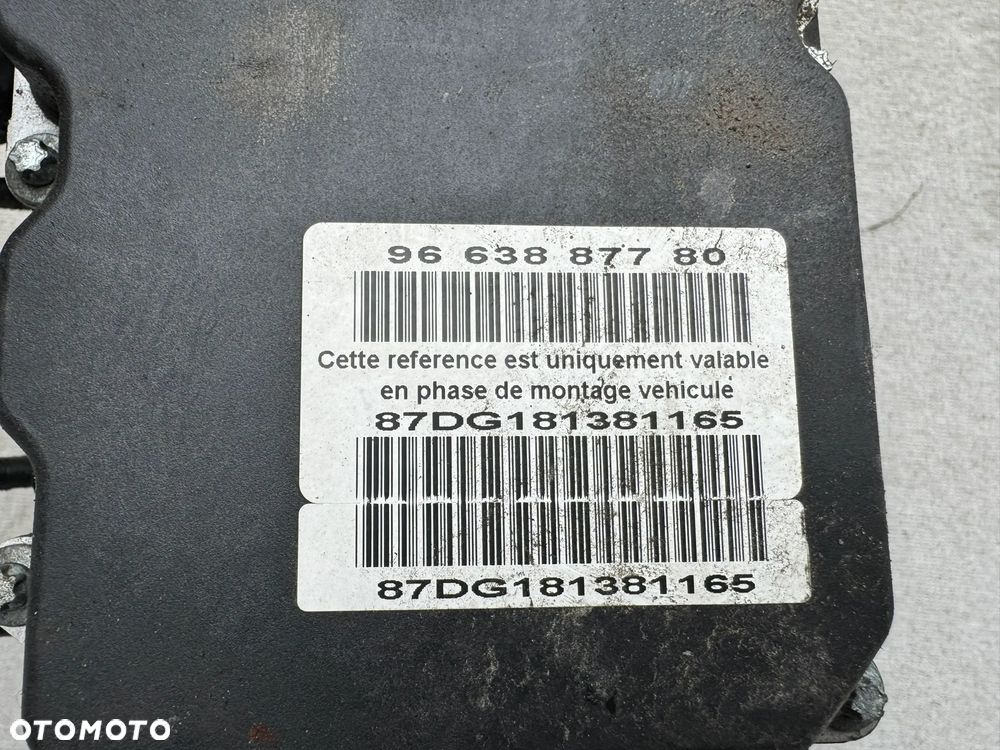 96 638 877 80
Cette reference est uniquement valable
en phase de montage vehicule
87DG181381165
87DG181381165
OTOMOTO